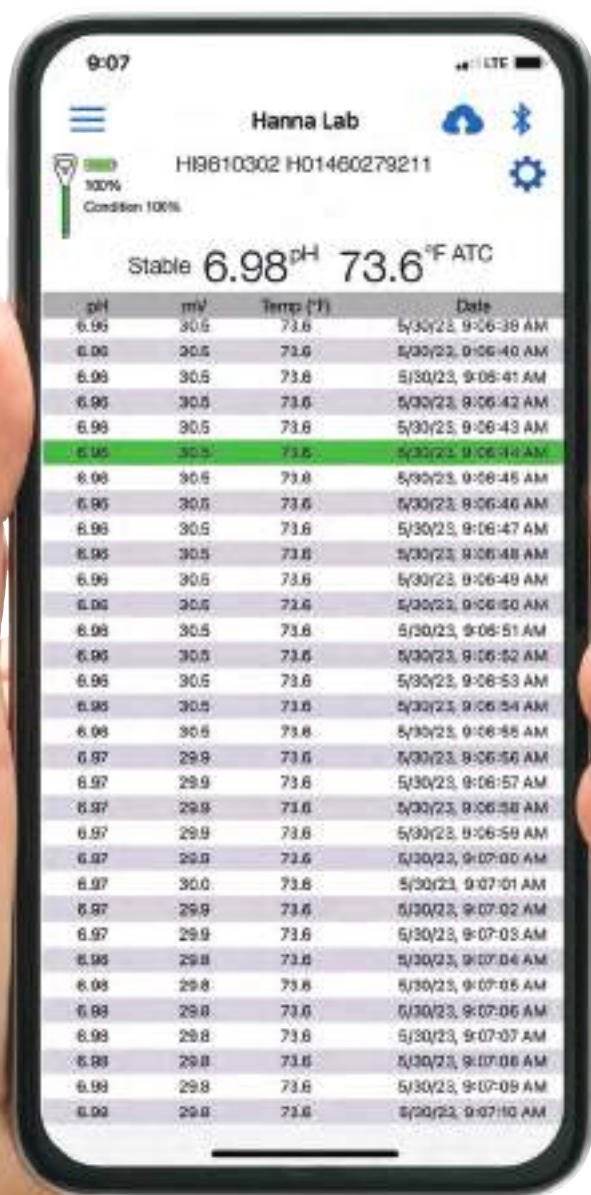 9:07 LTE
Hanna Lab
HI9810302 H01460279211
100%
Condition 100%
Stable 6.98 pH 73.6 °F ATC
pH mV Temp (°F) Date
6.96 30.5 73.6 5/30/23, 9:06:39 AM
6.96 30.5 73.6 5/30/23, 9:06:40 AM
6.96 30.5 73.6 5/30/23, 9:06:41 AM
6.96 30.5 73.6 5/30/23, 9:06:42 AM
6.96 30.5 73.6 5/30/23, 9:06:43 AM
6.96 30.5 73.6 5/30/23, 9:06:44 AM
6.96 30.5 73.6 5/30/23, 9:06:45 AM
6.96 30.5 73.6 5/30/23, 9:06:46 AM
6.96 30.5 73.6 5/30/23, 9:06:47 AM
6.96 30.5 73.6 5/30/23, 9:06:48 AM
6.96 30.5 73.6 5/30/23, 9:06:49 AM
6.96 30.5 73.6 5/30/23, 9:06:50 AM
6.96 30.5 73.6 5/30/23, 9:06:51 AM
6.96 30.5 73.6 5/30/23, 9:06:52 AM
6.96 30.5 73.6 5/30/23, 9:06:53 AM
6.96 30.5 73.6 5/30/23, 9:06:54 AM
6.96 30.5 73.6 5/30/23, 9:06:55 AM
6.97 29.9 73.6 5/30/23, 9:06:56 AM
6.97 29.9 73.6 5/30/23, 9:06:57 AM
6.97 29.9 73.6 5/30/23, 9:06:58 AM
6.97 29.9 73.6 5/30/23, 9:06:59 AM
6.97 29.9 73.6 5/30/23, 9:07:00 AM
6.97 30.0 73.6 5/30/23, 9:07:01 AM
6.97 29.9 73.6 5/30/23, 9:07:02 AM
6.97 29.9 73.6 5/30/23, 9:07:03 AM
6.98 29.8 73.6 5/30/23, 9:07:04 AM
6.98 29.8 73.6 5/30/23, 9:07:05 AM
6.98 29.8 73.6 5/30/23, 9:07:06 AM
6.98 29.8 73.6 5/30/23, 9:07:07 AM
6.98 29.8 73.6 5/30/23, 9:07:08 AM
6.98 29.8 73.6 5/30/23, 9:07:09 AM
6.98 29.8 73.6 5/30/23, 9:07:10 AM